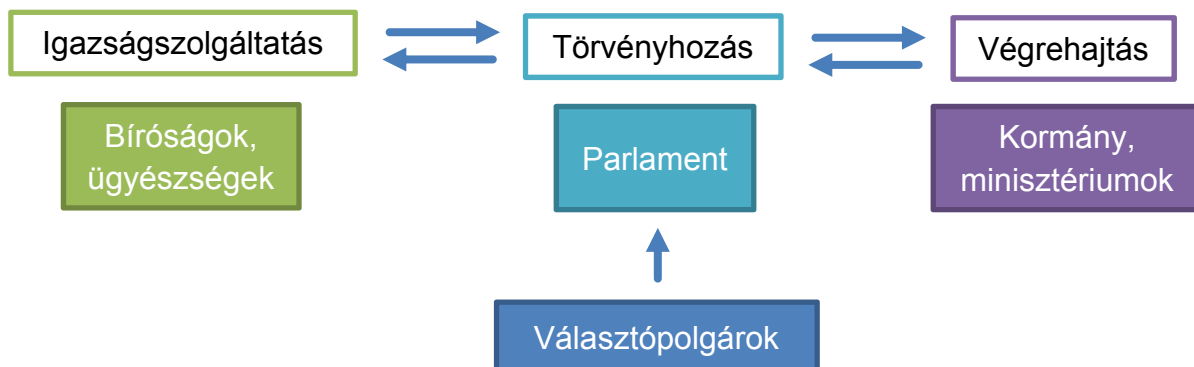 Igazságszolgáltatás
Törvényhozás
Végrehajtás
Bíróságok,
ügyészségek
Parlament
Kormány,
minisztériumok
Választópolgárok